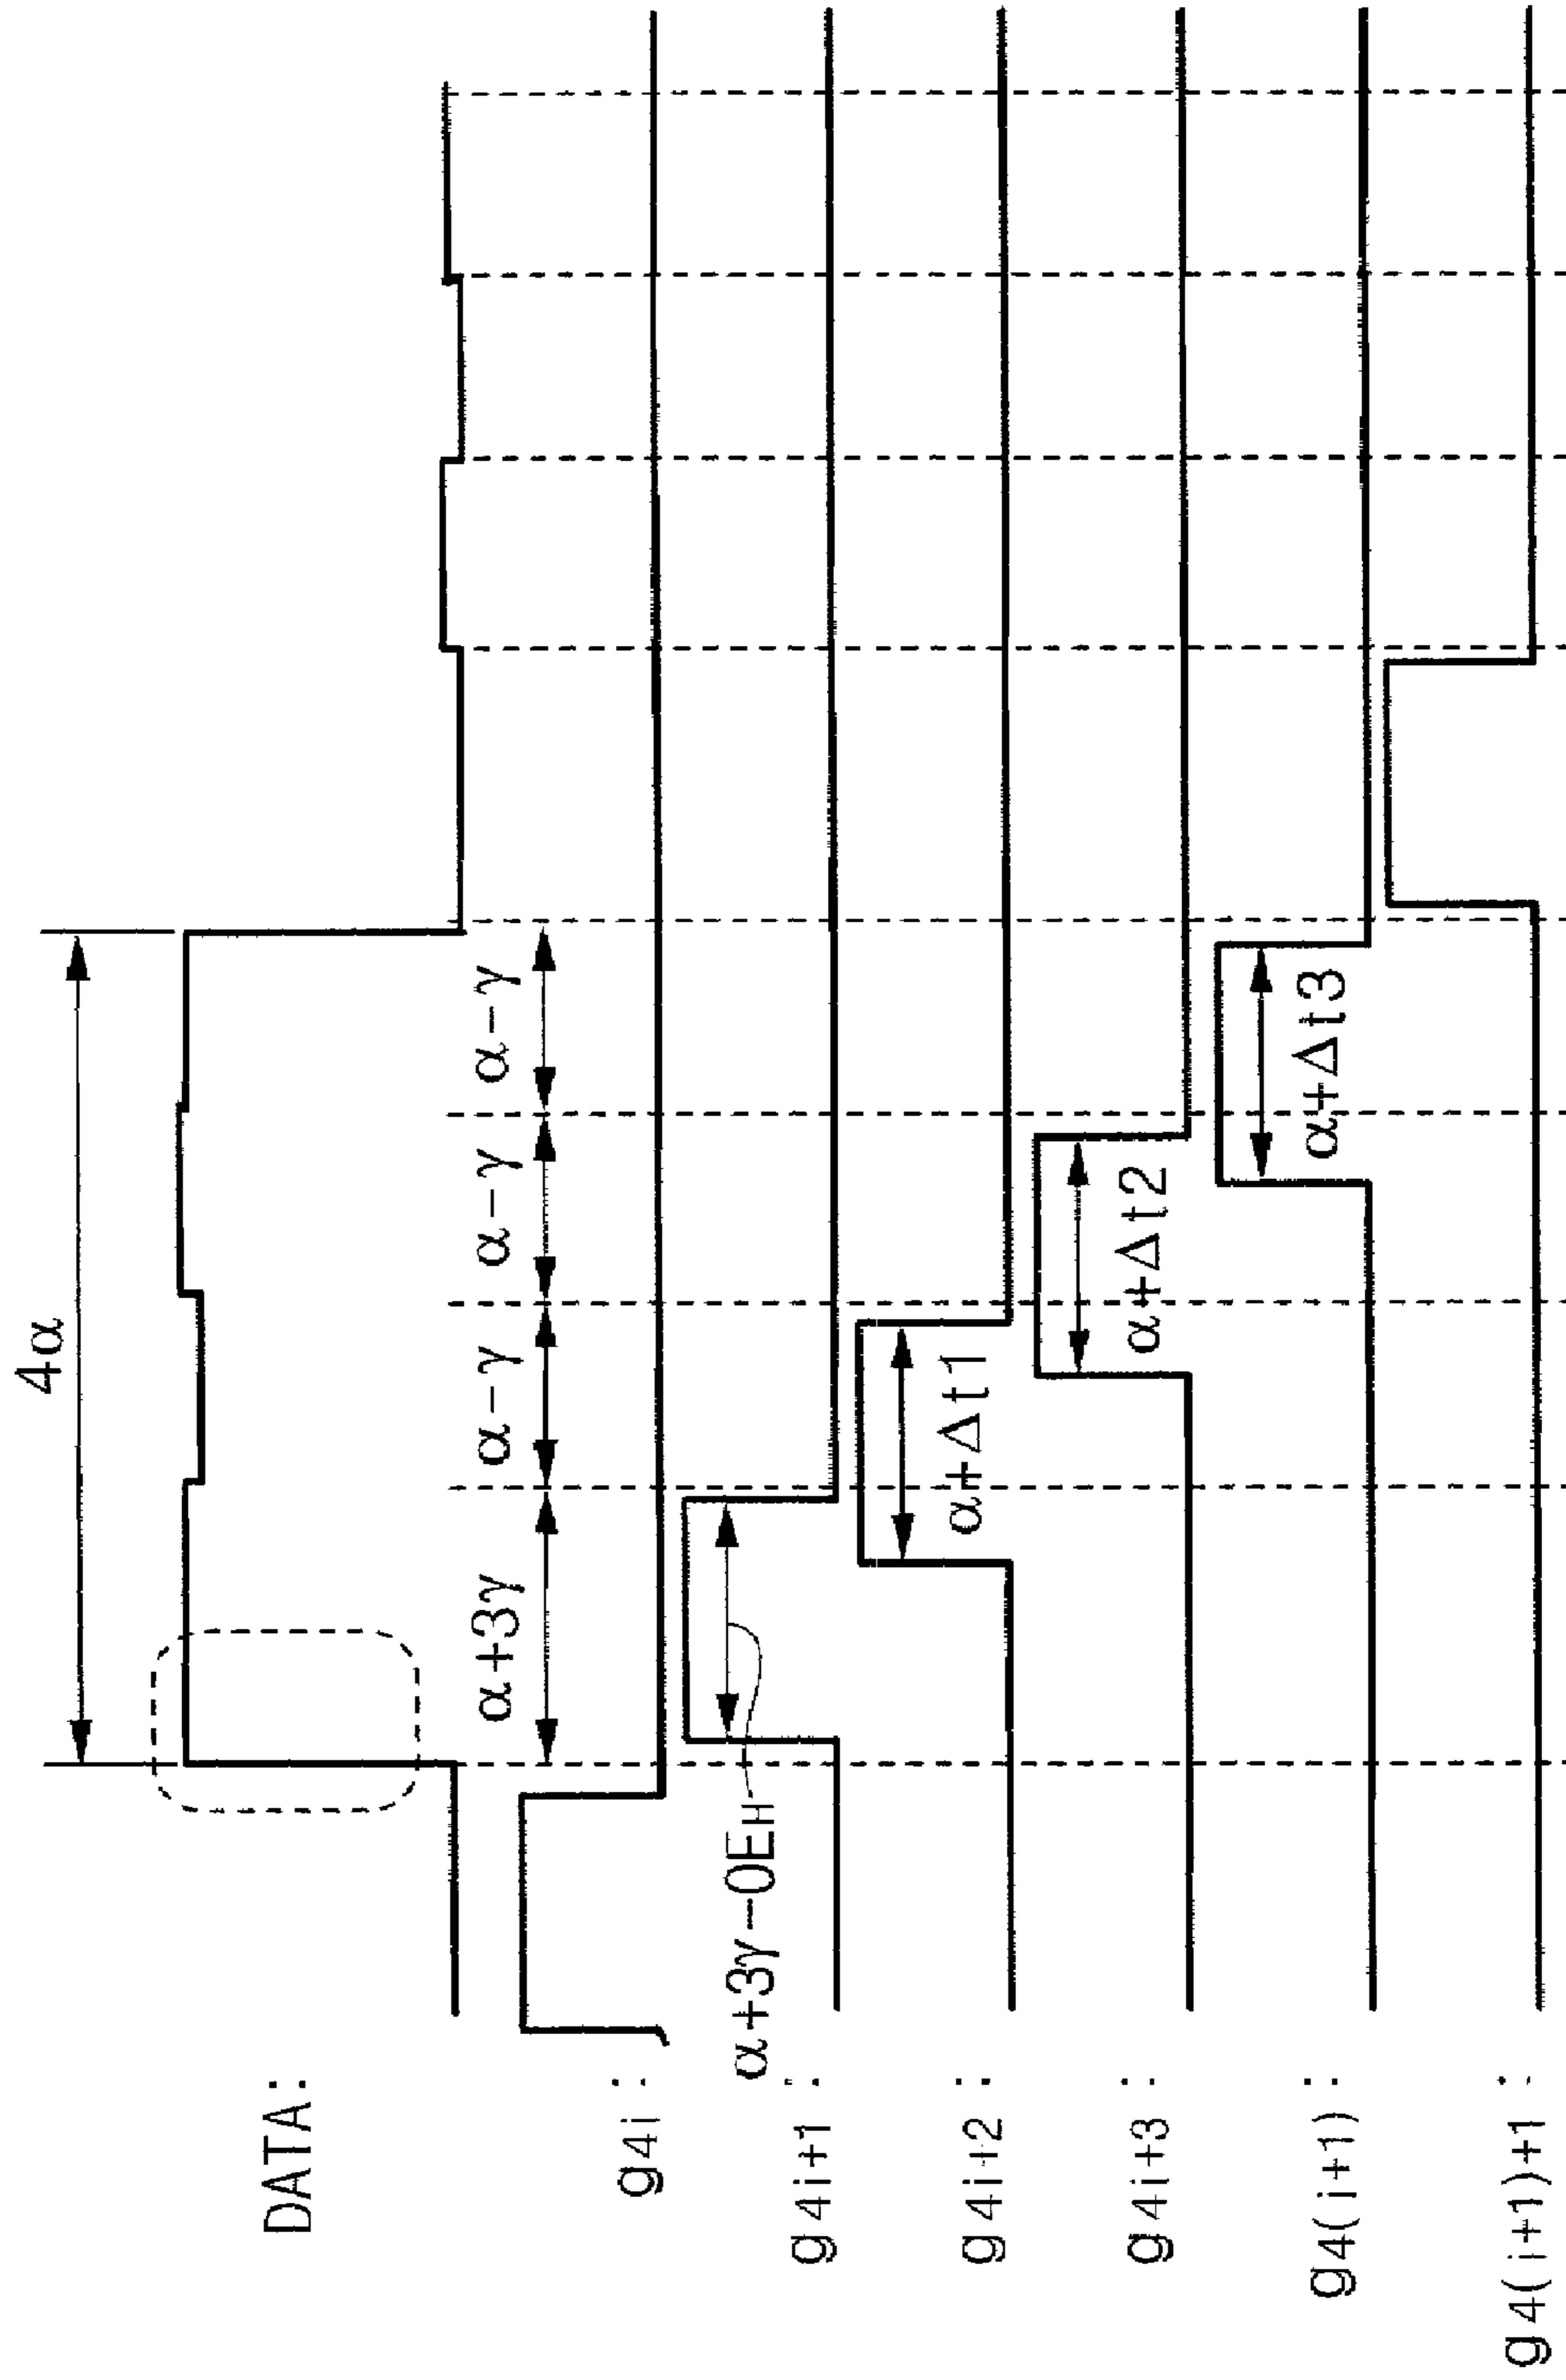 4α
DATA:
α+3γ
α-γ
α-γ
α-γ
g4i:
α+3γ-OEH
g4i+1:
α+Δt1
g4i+2:
α+Δt2
g4i+3:
α+Δt3
g4(i+1):
g4(i+1)+1: